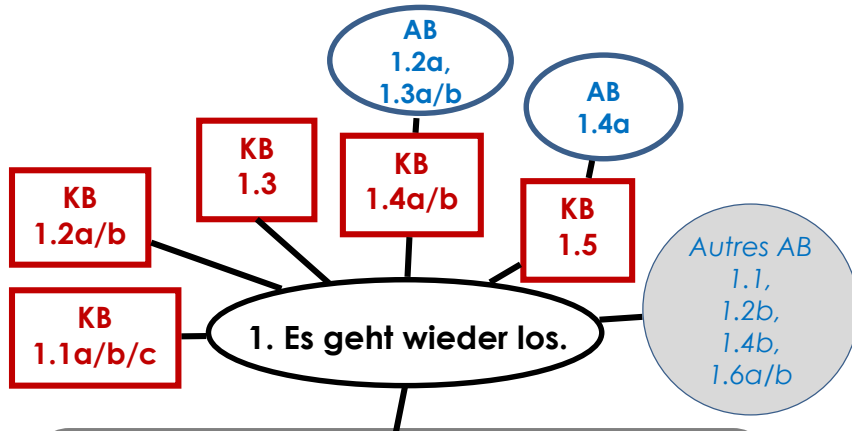 AB
1.2a,
1.3a/b
AB
1.4a
KB
1.3
KB
1.4a/b
KB
1.2a/b
KB
1.5
Autres AB
1.1,
1.2b,
1.4b,
1.6a/b
KB
1.1a/b/c
1. Es geht wieder los.